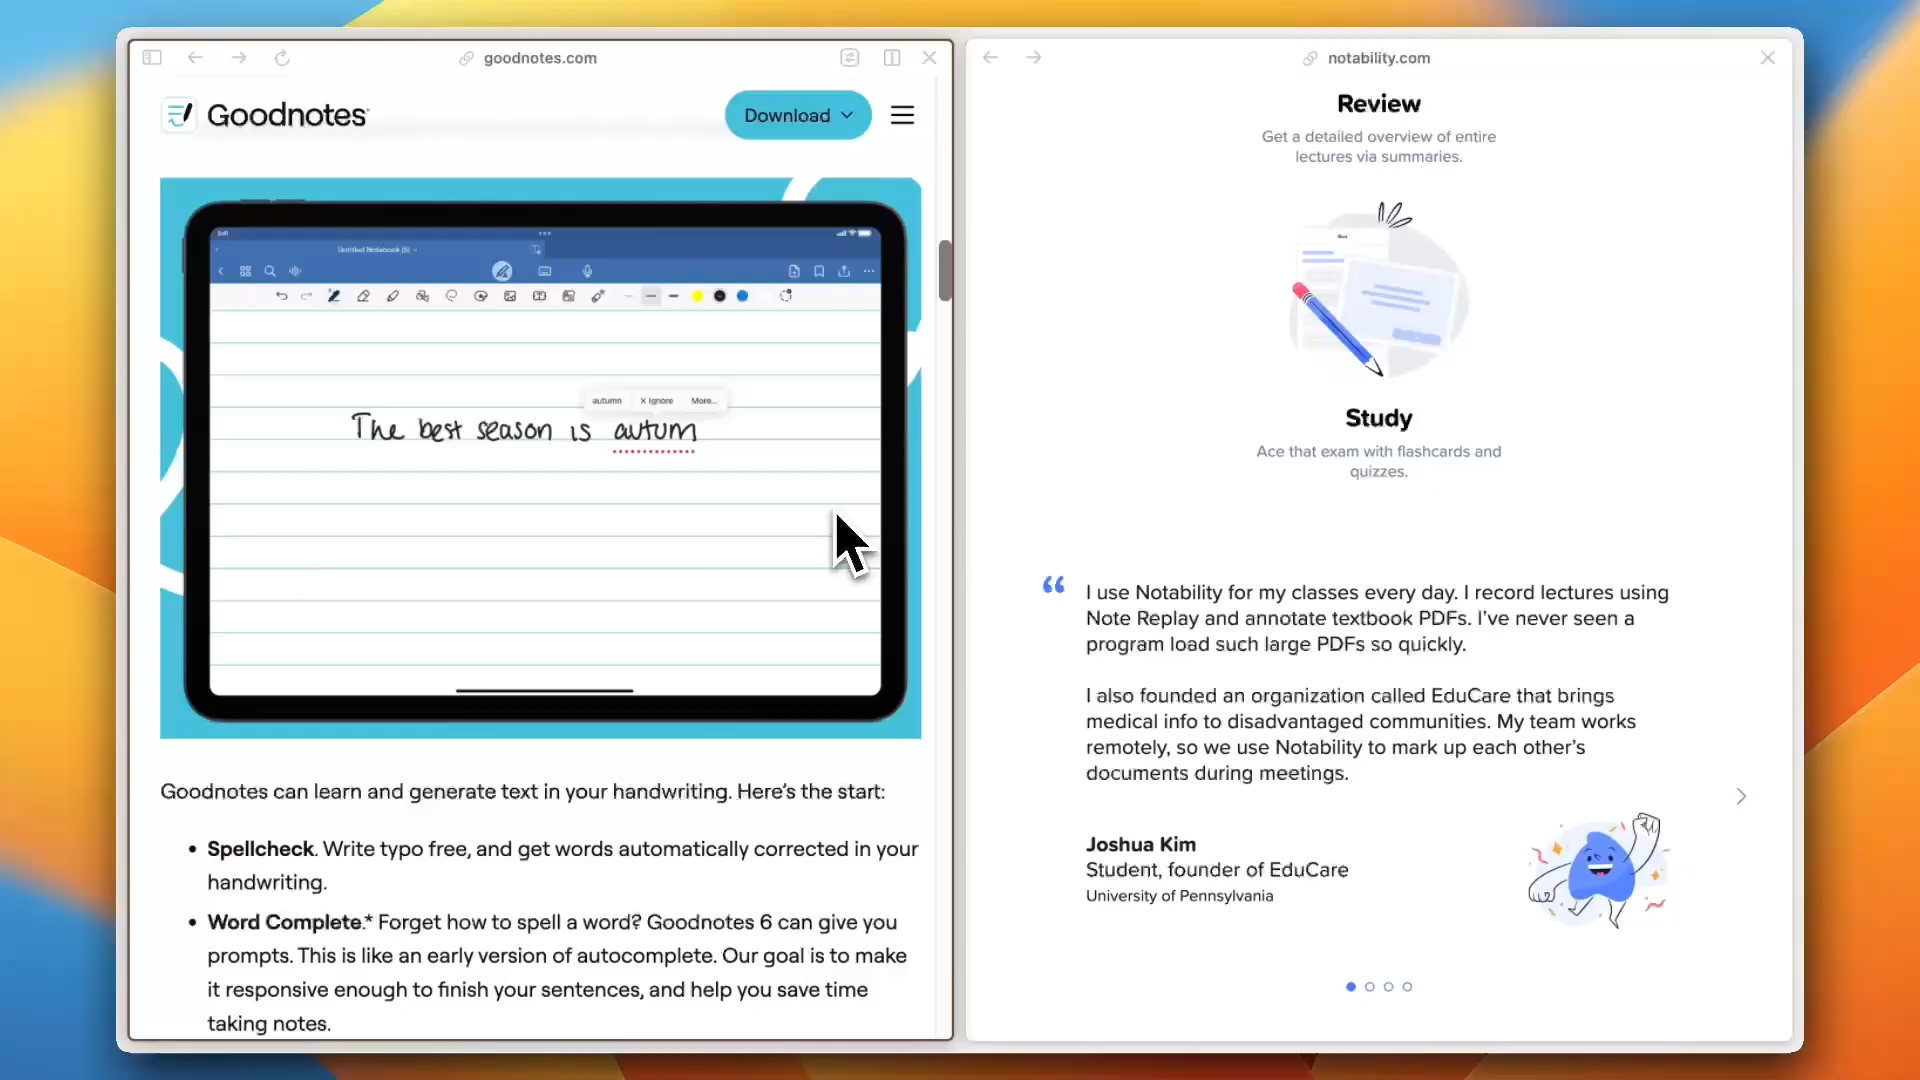 goodnotes.com
Goodnotes
Download
Untitled Notebook (5)
autumn
X Ignore
More...
The best season is autum
Goodnotes can learn and generate text in your handwriting. Here's the start:
• Spellcheck. Write typo free, and get words automatically corrected in your
handwriting.
• Word Complete.* Forget how to spell a word? Goodnotes 6 can give you
prompts. This is like an early version of autocomplete. Our goal is to make
it responsive enough to finish your sentences, and help you save time
taking notes.
notability.com
Review
Get a detailed overview of entire
lectures via summaries.
Quiz
Study
Ace that exam with flashcards and
quizzes.
“ I use Notability for my classes every day. I record lectures using
Note Replay and annotate textbook PDFs. I've never seen a
program load such large PDFs so quickly.
I also founded an organization called EduCare that brings
medical info to disadvantaged communities. My team works
remotely, so we use Notability to mark up each other's
documents during meetings.
Joshua Kim
Student, founder of EduCare
University of Pennsylvania